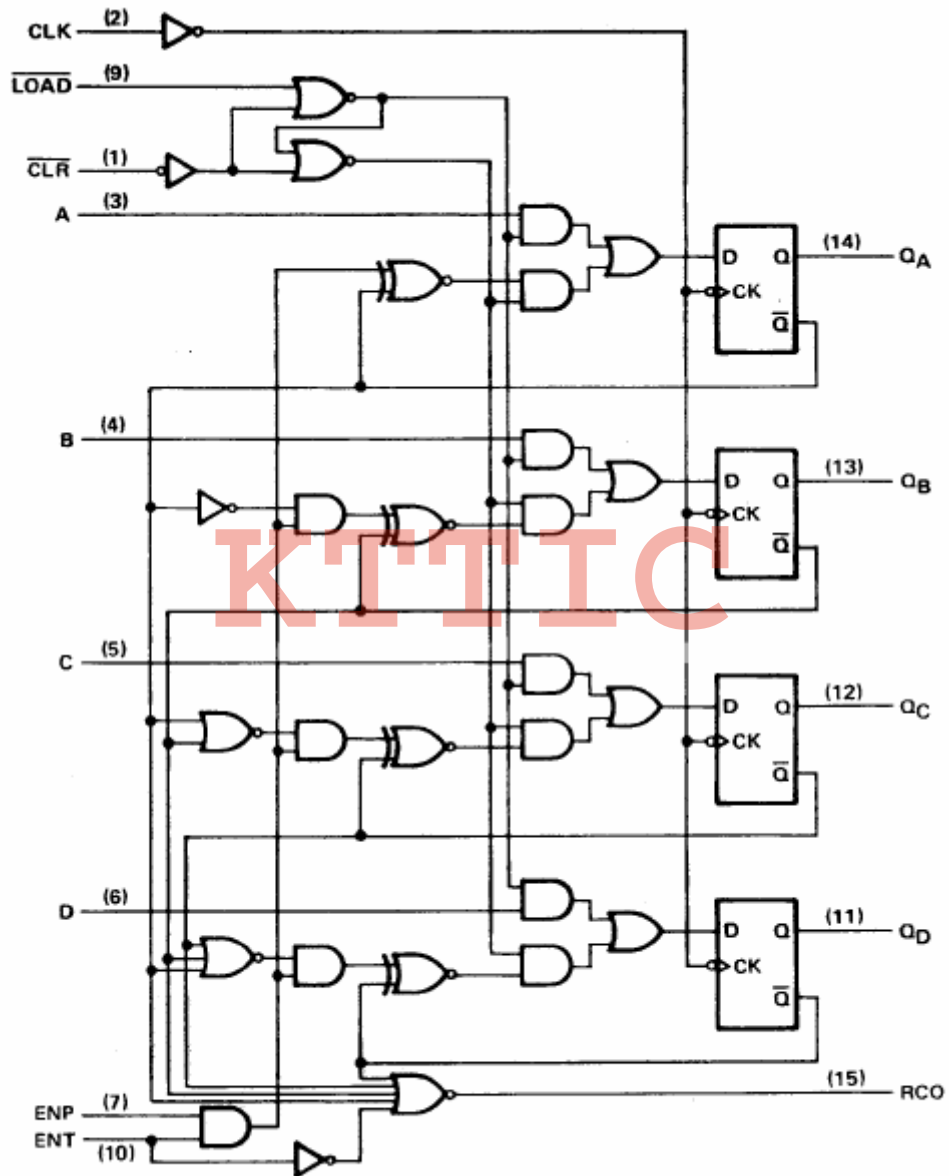 CLK (2)
LOAD (9)
CLR (1)
A (3)
(14) QA
D Q
CK
Q
B (4)
(13) QB
D Q
CK
Q
KTTIC
C (5)
(12) QC
D Q
CK
Q
D (6)
(11) QD
D Q
CK
Q
(15) RCO
ENP (7)
ENT (10)